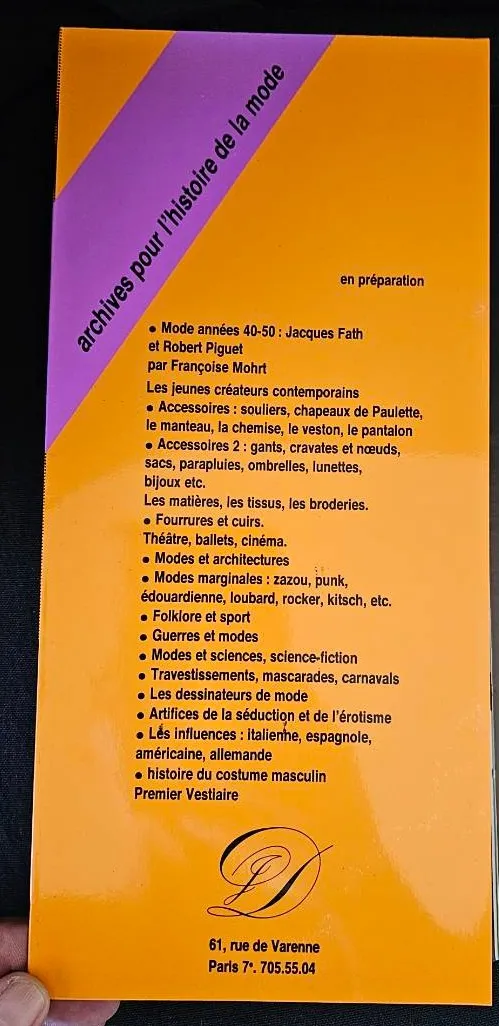 archives pour l'histoire de la mode
en préparation
● Mode années 40-50 : Jacques Fath
et Robert Piguet
par Françoise Mohrt
Les jeunes créateurs contemporains
● Accessoires : souliers, chapeaux de Paulette,
le manteau, la chemise, le veston, le pantalon
● Accessoires 2 : gants, cravates et nœuds,
sacs, parapluies, ombrelles, lunettes,
bijoux etc.
Les matières, les tissus, les broderies.
● Fourrures et cuirs.
Théâtre, ballets, cinéma.
● Modes et architectures
● Modes marginales : zazou, punk,
édouardienne, loubard, rocker, kitsch, etc.
● Folklore et sport
● Guerres et modes
● Modes et sciences, science-fiction
● Travestissements, mascarades, carnavals
● Les dessinateurs de mode
● Artifices de la séduction et de l'érotisme
● Les influences : italienne, espagnole,
américaine, allemande
● histoire du costume masculin
Premier Vestiaire
61, rue de Varenne
Paris 7e. 705.55.04